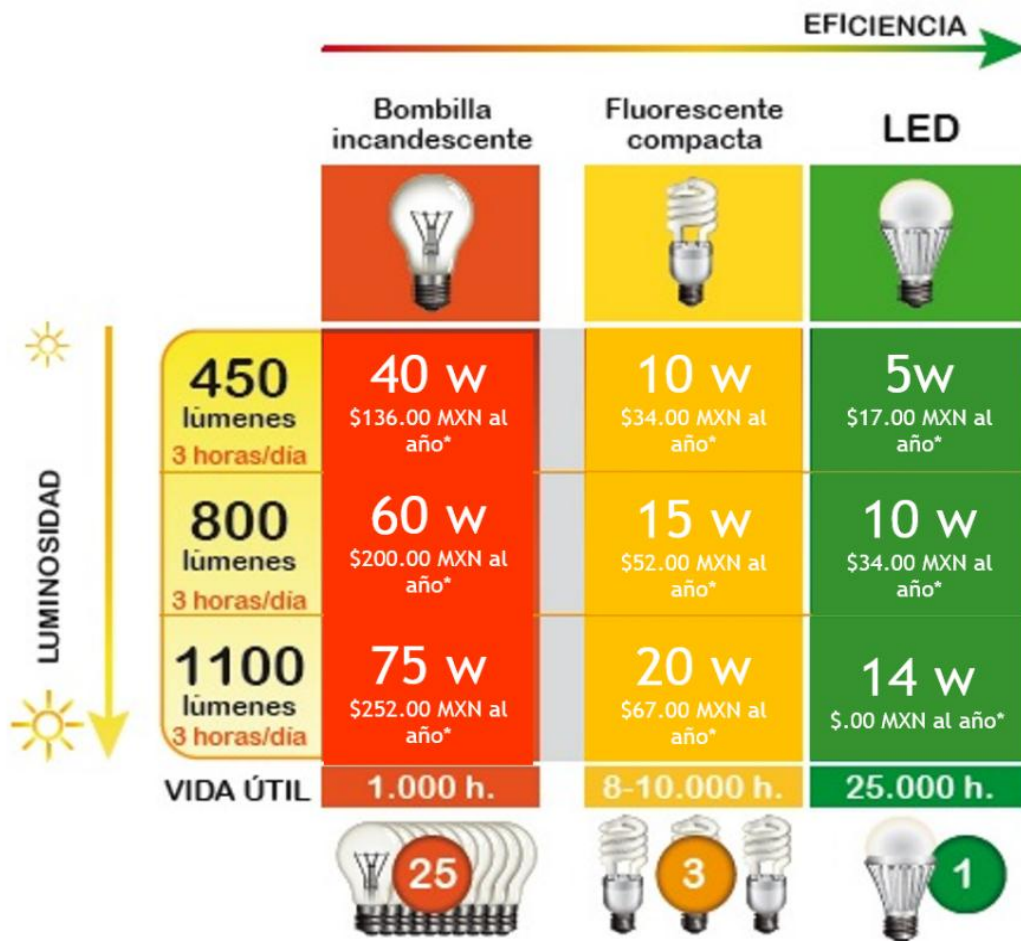 EFICIENCIA
Bombilla
incandescente
Fluorescente
compacta
LED
LUMINOSIDAD
450
lúmenes
3 horas/día
40 w
$136.00 MXN al
año*
10 w
$34.00 MXN al
año*
5w
$17.00 MXN al
año*
800
lúmenes
3 horas/día
60 w
$200.00 MXN al
año*
15 w
$52.00 MXN al
año*
10 w
$34.00 MXN al
año*
1100
lúmenes
3 horas/día
75 w
$252.00 MXN al
año*
20 w
$67.00 MXN al
año*
14 w
$.00 MXN al año*
VIDA ÚTIL
1.000 h.
8-10.000 h.
25.000 h.
25
3
1